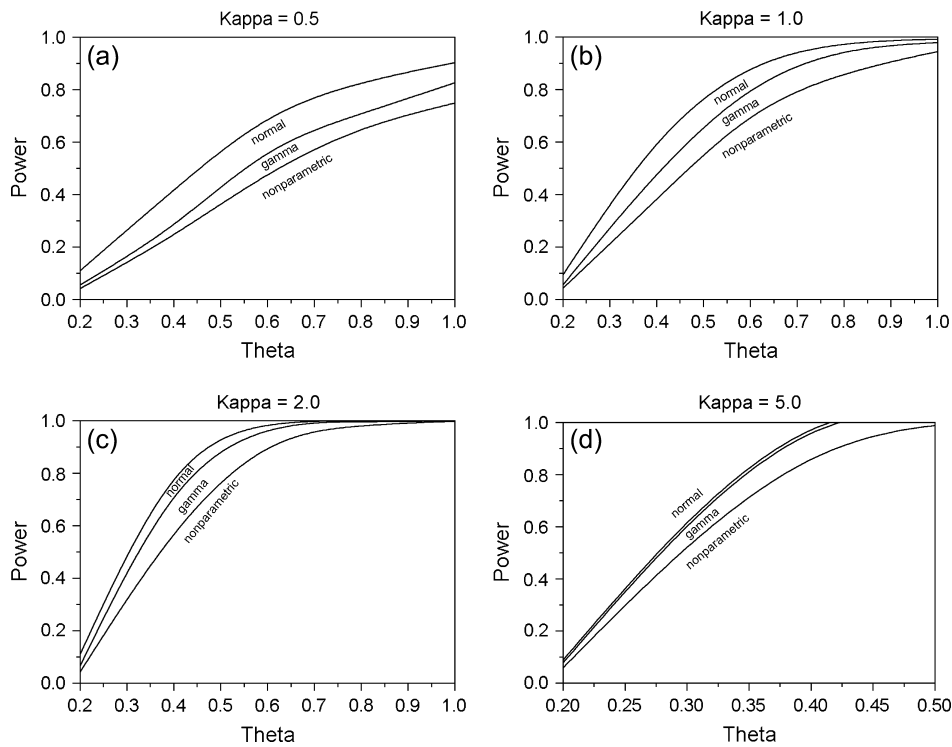 Kappa = 0.5
(a)
1.0
0.8
0.6
0.4
0.2
0.0
Power
normal
gamma
nonparametric
0.2 0.3 0.4 0.5 0.6 0.7 0.8 0.9 1.0
Theta
Kappa = 1.0
(b)
1.0
0.8
0.6
0.4
0.2
0.0
Power
normal
gamma
nonparametric
0.2 0.3 0.4 0.5 0.6 0.7 0.8 0.9 1.0
Theta
Kappa = 2.0
(c)
1.0
0.8
0.6
0.4
0.2
0.0
Power
normal
gamma
nonparametric
0.2 0.3 0.4 0.5 0.6 0.7 0.8 0.9 1.0
Theta
Kappa = 5.0
(d)
1.0
0.8
0.6
0.4
0.2
0.0
Power
normal
gamma
nonparametric
0.20 0.25 0.30 0.35 0.40 0.45 0.50
Theta